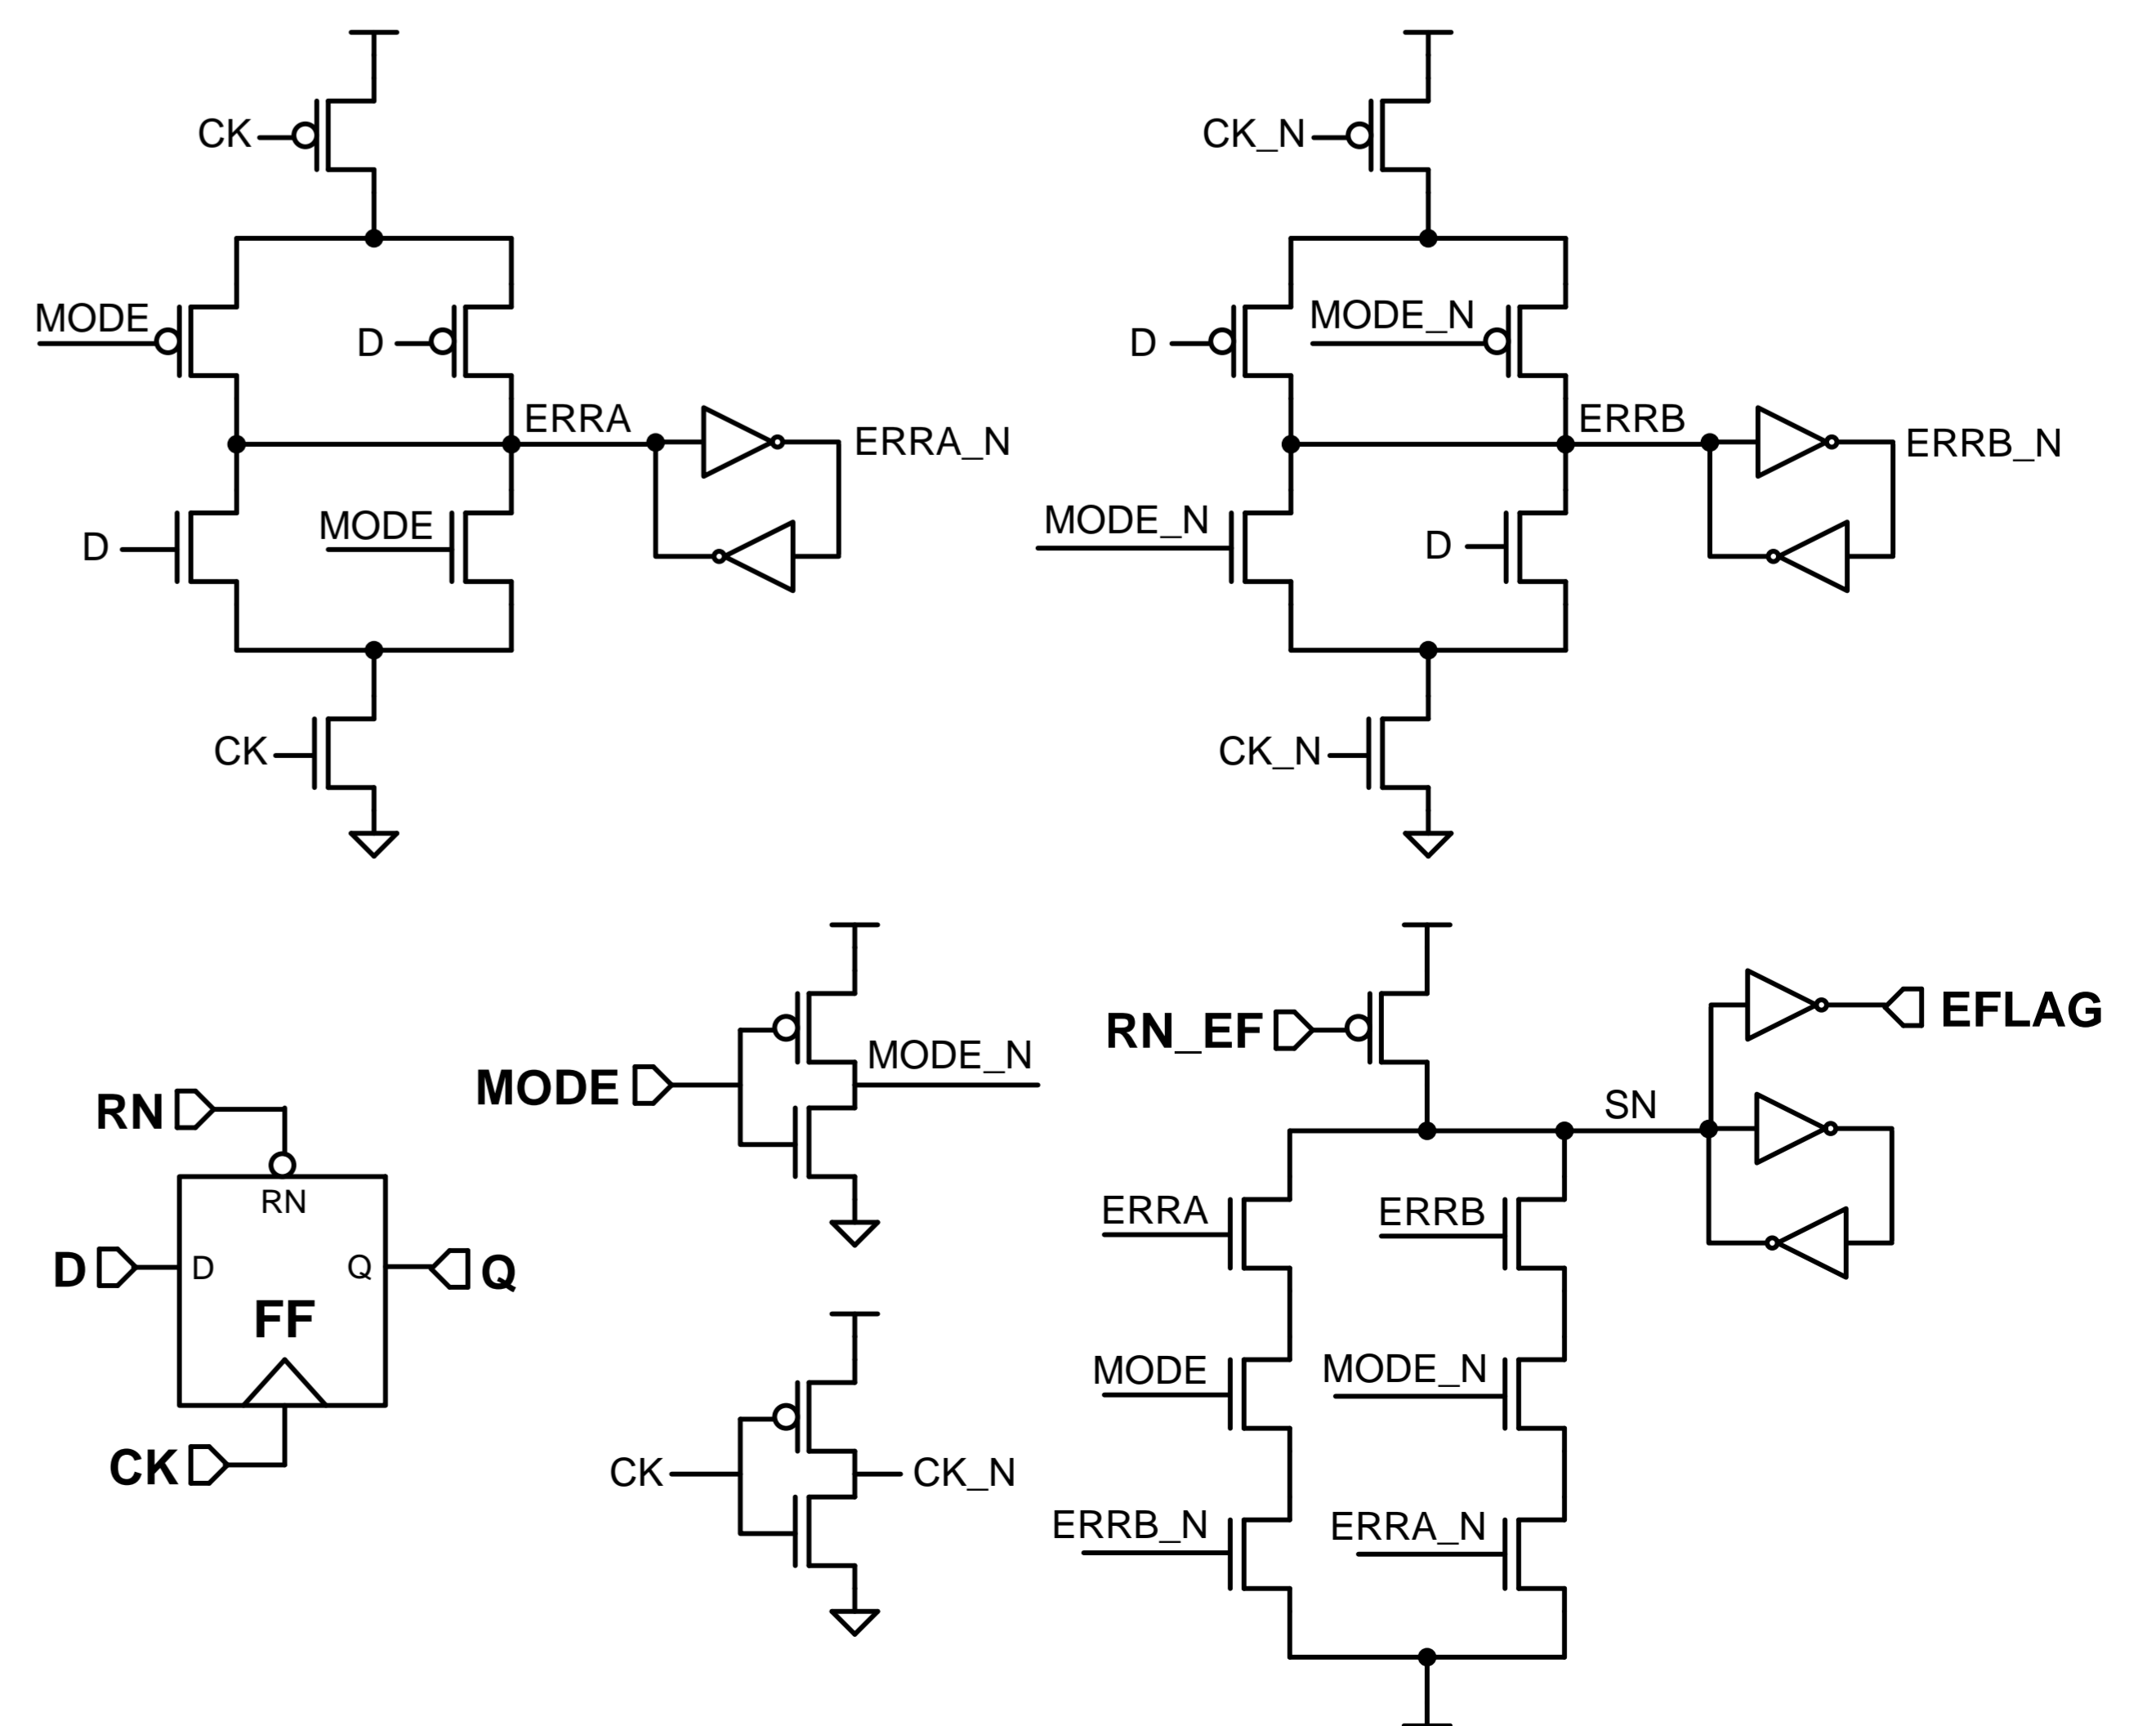 CK
MODE
D
ERRA
ERRA_N
D
MODE
CK
CK_N
D
MODE_N
ERRB
ERRB_N
MODE_N
D
CK_N
RN
RN
D
D
Q
Q
FF
CK
MODE
MODE_N
CK
CK_N
RN_EF
EFLAG
SN
ERRA
ERRB
MODE
MODE_N
ERRB_N
ERRA_N